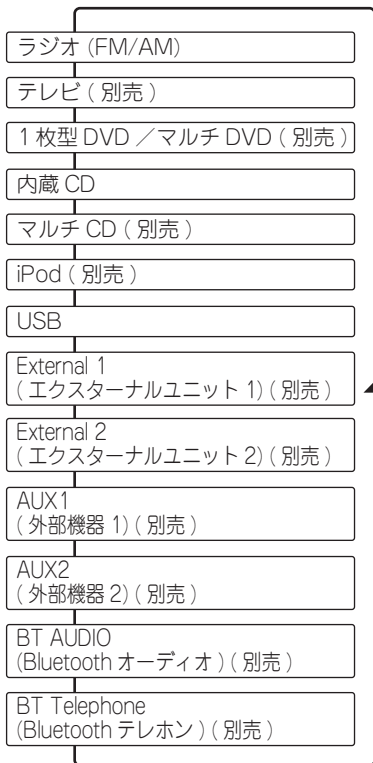 ラジオ (FM/AM)
テレビ ( 別売 )
1 枚型 DVD ／マルチ DVD ( 別売 )
内蔵 CD
マルチ CD ( 別売 )
iPod ( 別売 )
USB
External 1
( エクスターナルユニット 1) ( 別売 )
External 2
( エクスターナルユニット 2) ( 別売 )
AUX1
( 外部機器 1) ( 別売 )
AUX2
( 外部機器 2) ( 別売 )
BT AUDIO
(Bluetooth オーディオ ) ( 別売 )
BT Telephone
(Bluetooth テレホン ) ( 別売 )